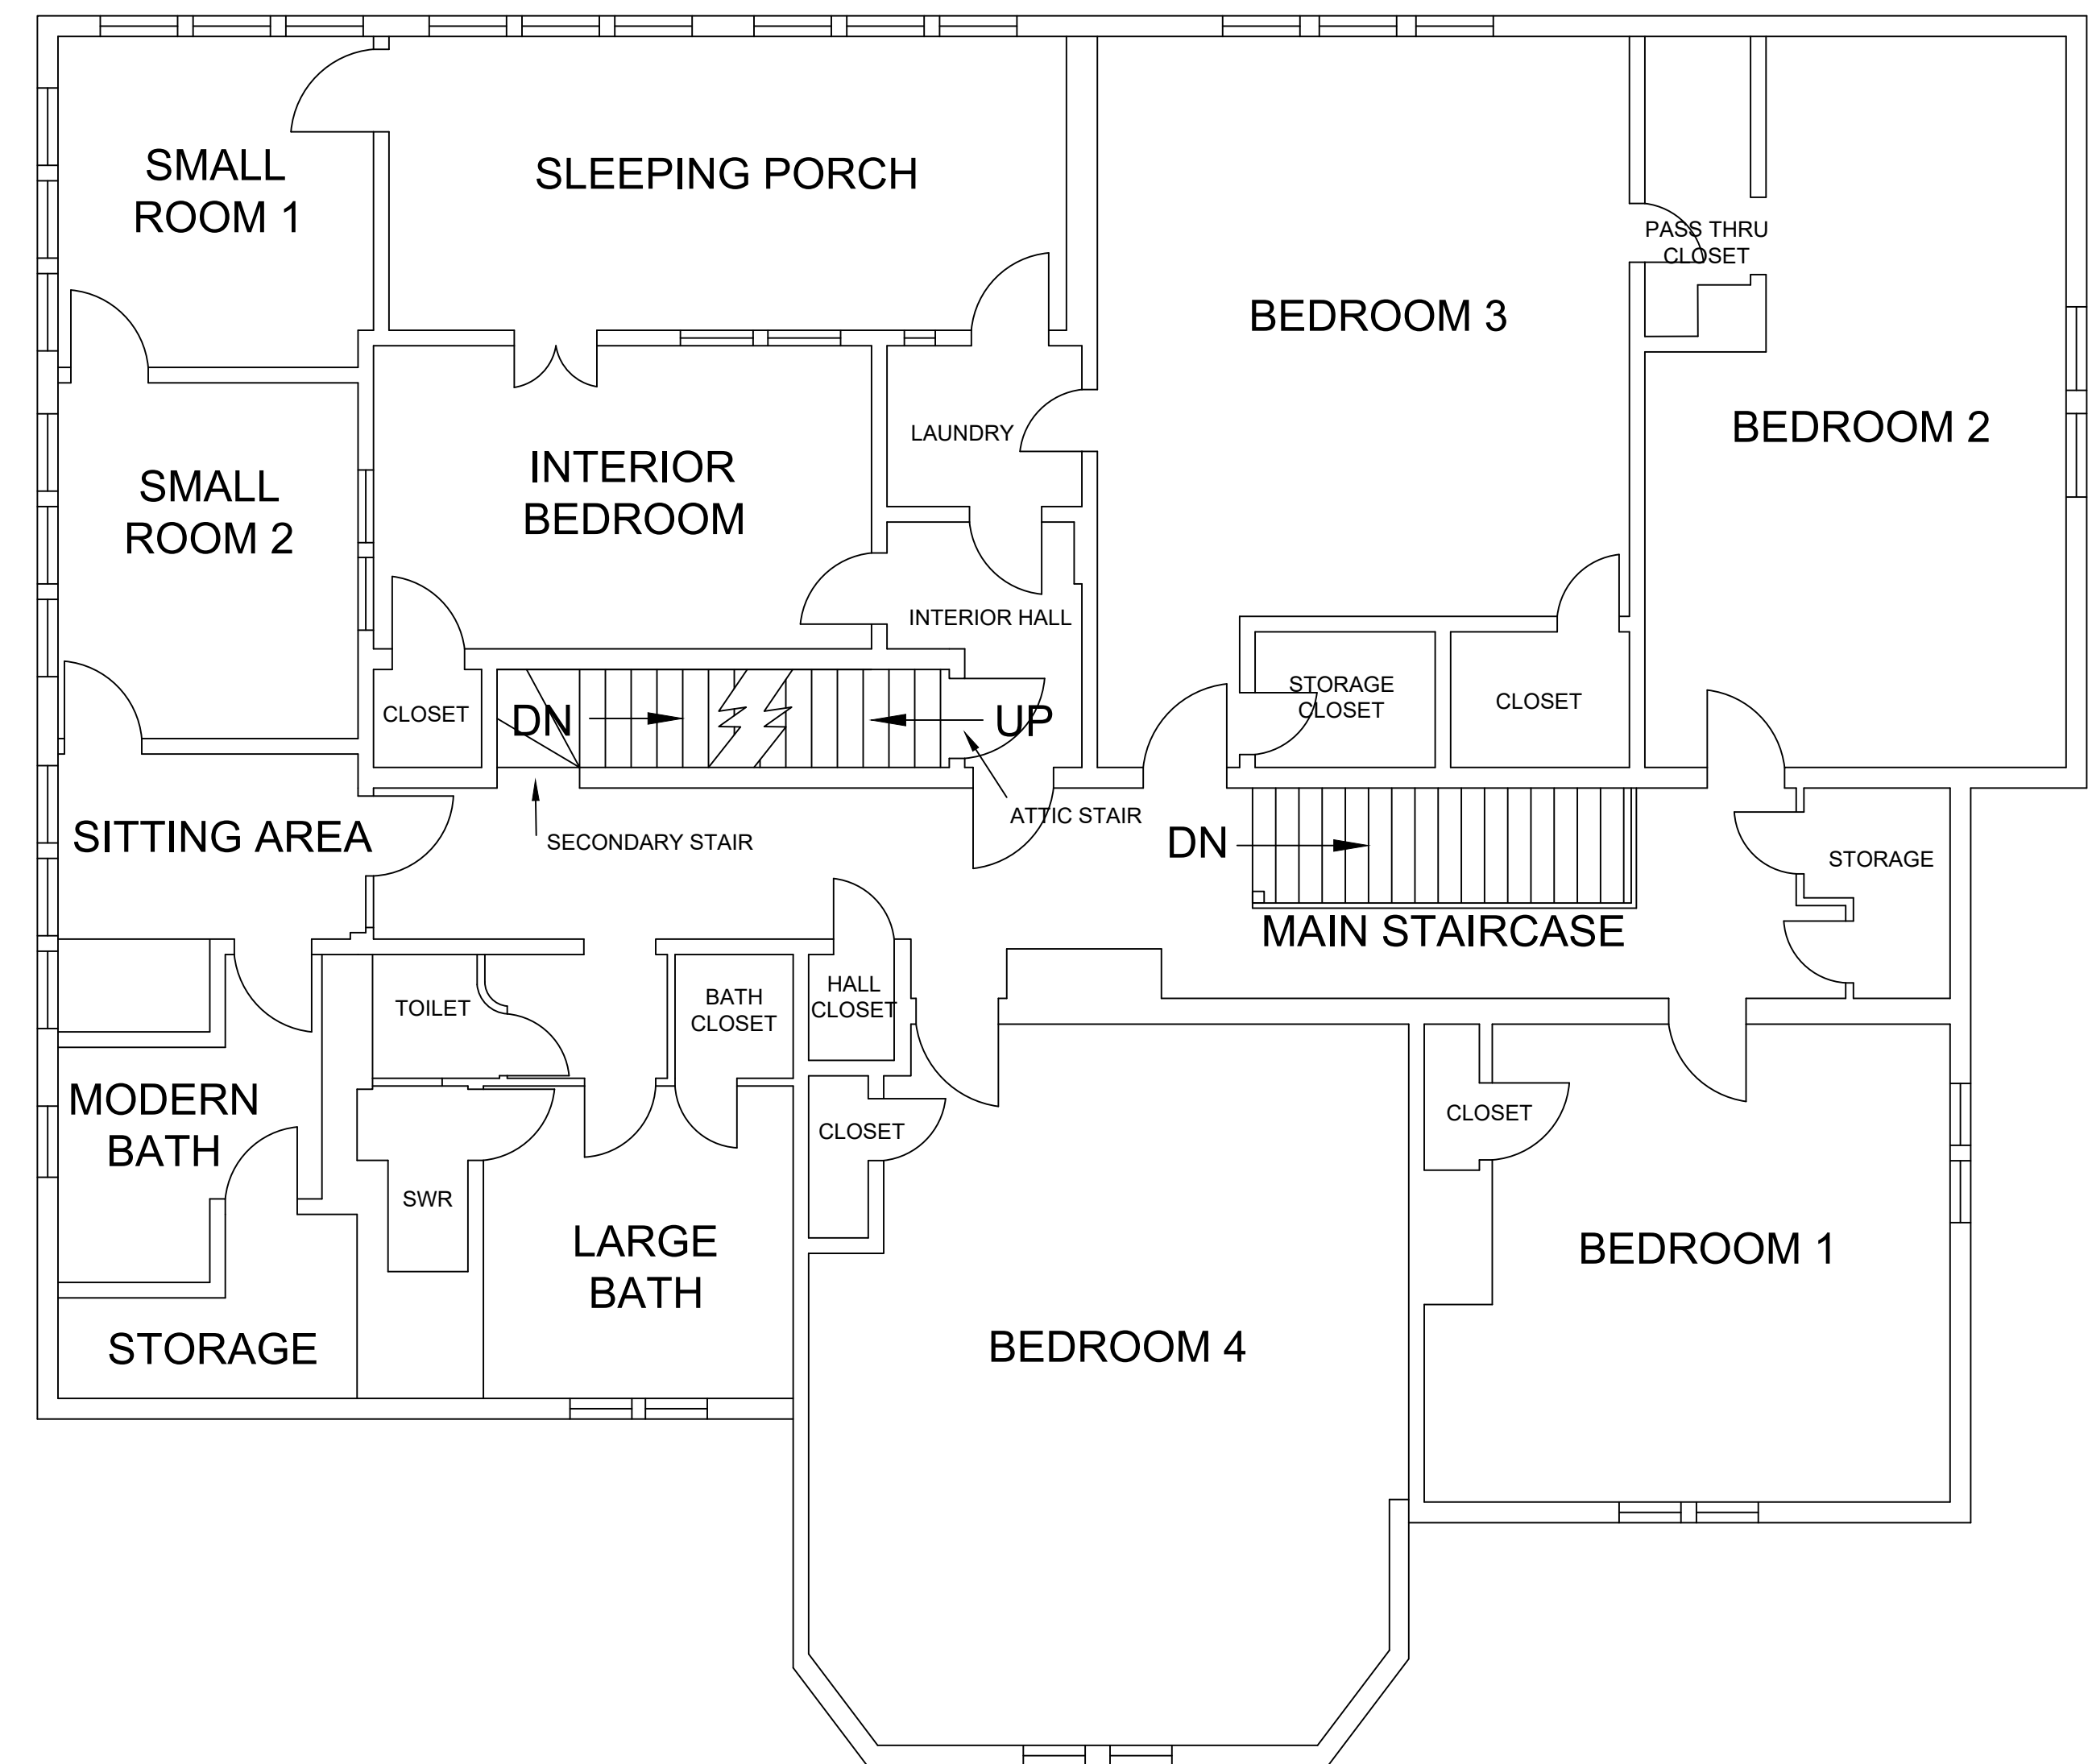 SMALL
ROOM 1
SLEEPING PORCH
PASS THRU
CLOSET
BEDROOM 3
BEDROOM 2
LAUNDRY
INTERIOR
BEDROOM
SMALL
ROOM 2
INTERIOR HALL
STORAGE
CLOSET
CLOSET
CLOSET
DN
UP
ATTIC STAIR
SITTING AREA
SECONDARY STAIR
DN
STORAGE
MAIN STAIRCASE
TOILET
BATH
CLOSET
HALL
CLOSET
MODERN
BATH
CLOSET
CLOSET
SWR
LARGE
BATH
BEDROOM 1
STORAGE
BEDROOM 4